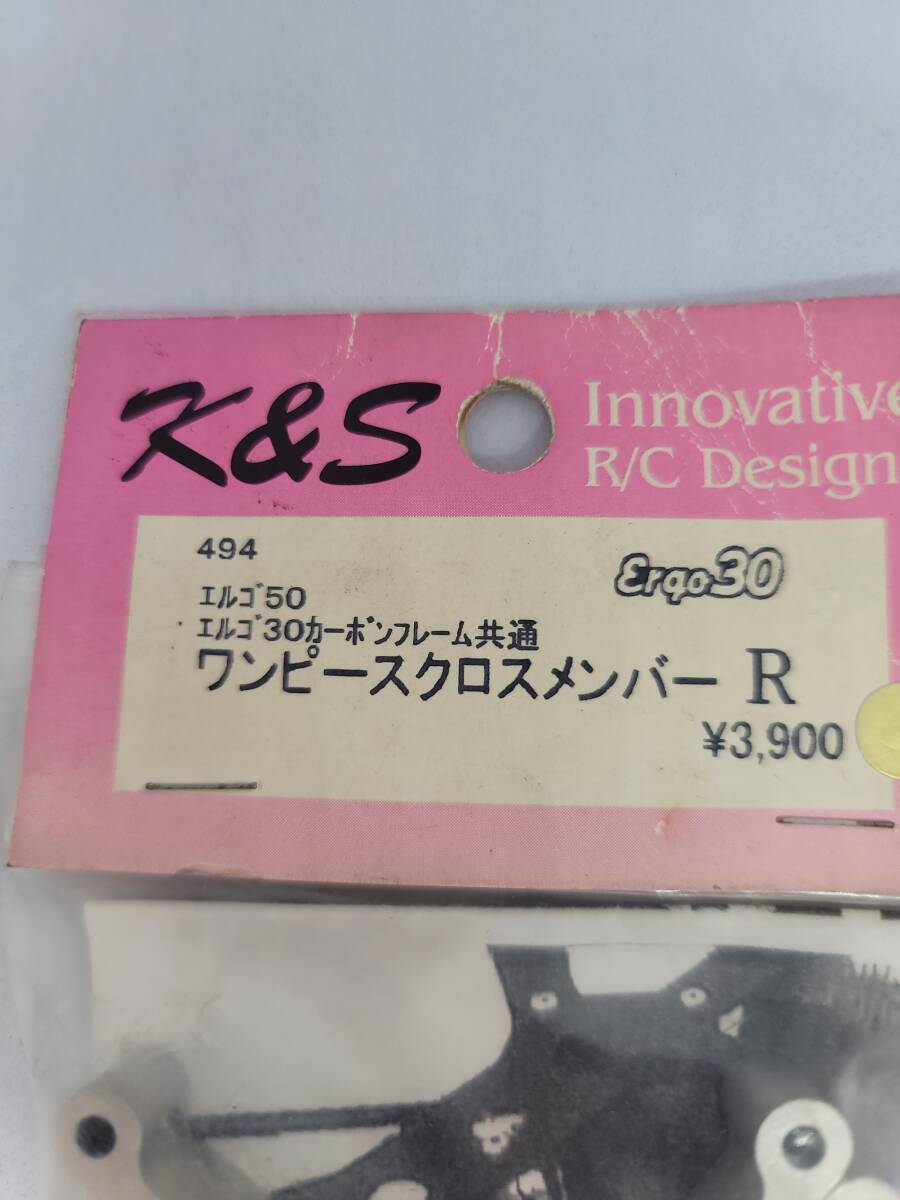 K&S
Innovative
R/C Design
494
Ergo30
ｴﾙｺﾞ50
ｴﾙｺﾞ30ｶｰﾎﾞﾝﾌﾚｰﾑ共通
ワンピースクロスメンバー R
¥3,900